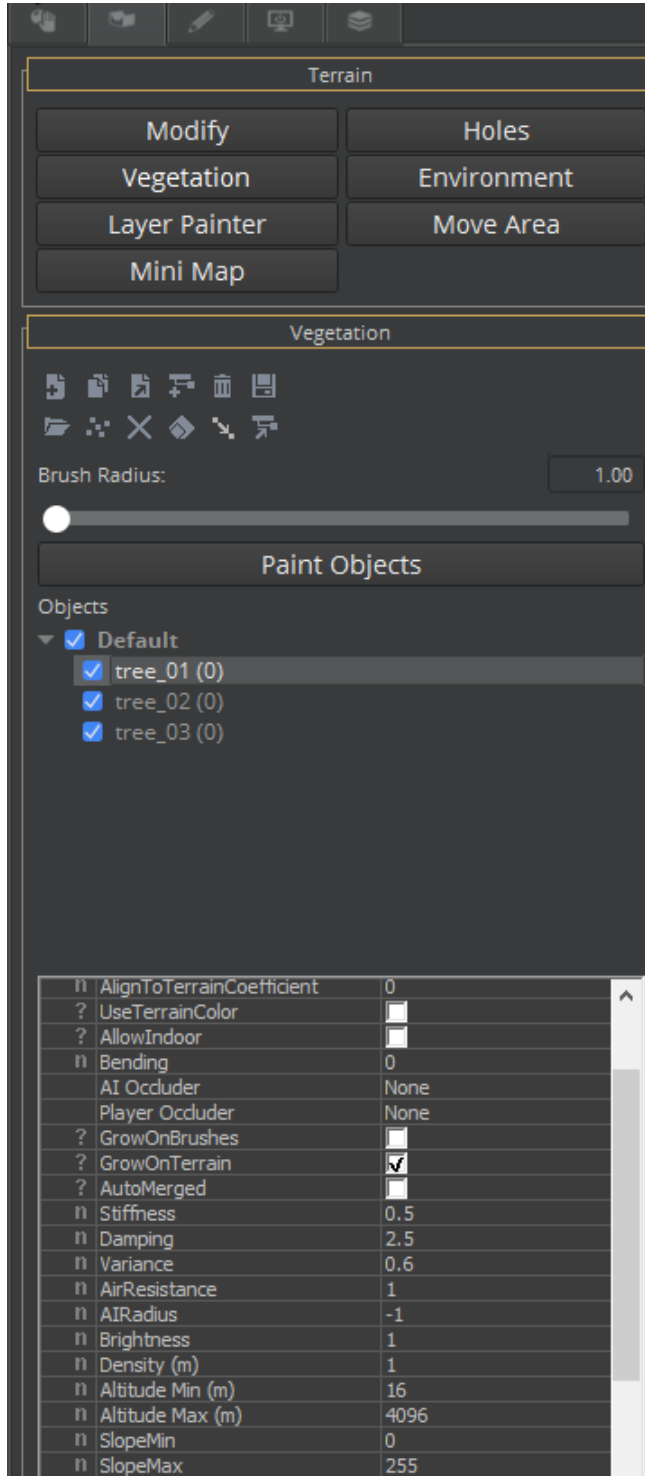 Terrain
Modify Holes
Vegetation Environment
Layer Painter Move Area
Mini Map
Vegetation
Brush Radius: 1.00
Paint Objects
Objects
Default
tree_01 (0)
tree_02 (0)
tree_03 (0)
n AlignToTerrainCoefficient 0
? UseTerrainColor
? AllowIndoor
n Bending 0
AI Occluder None
Player Occluder None
? GrowOnBrushes
? GrowOnTerrain
? AutoMerged
n Stiffness 0.5
n Damping 2.5
n Variance 0.6
n AirResistance 1
n AIRadius -1
n Brightness 1
n Density (m) 1
n Altitude Min (m) 16
n Altitude Max (m) 4096
n SlopeMin 0
n SlopeMax 255